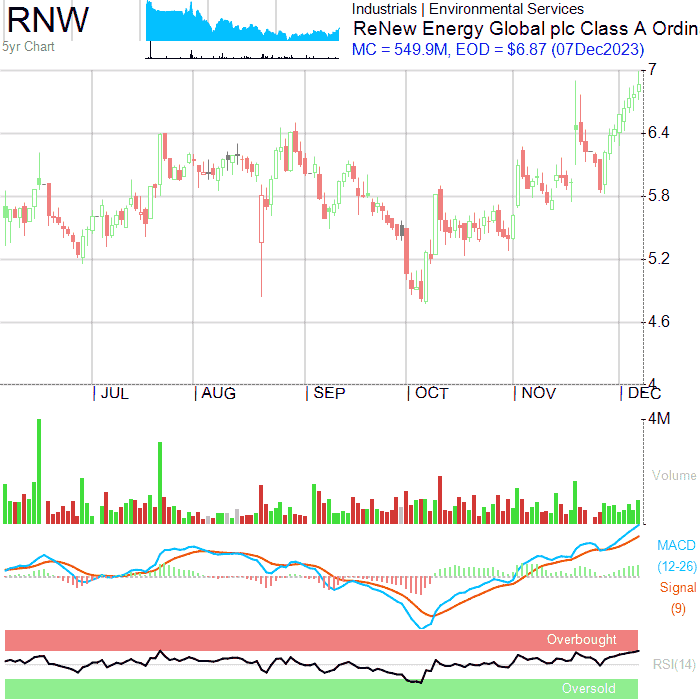 RNW
5yr Chart
Industrials | Environmental Services
ReNew Energy Global plc Class A Ordin
MC = 549.9M, EOD = $6.87 (07Dec2023)
7
6.4
5.8
5.2
4.6
4
JUL AUG SEP OCT NOV DEC
4M
Volume
MACD
(12-26)
Signal
(9)
Overbought
RSI(14)
Oversold